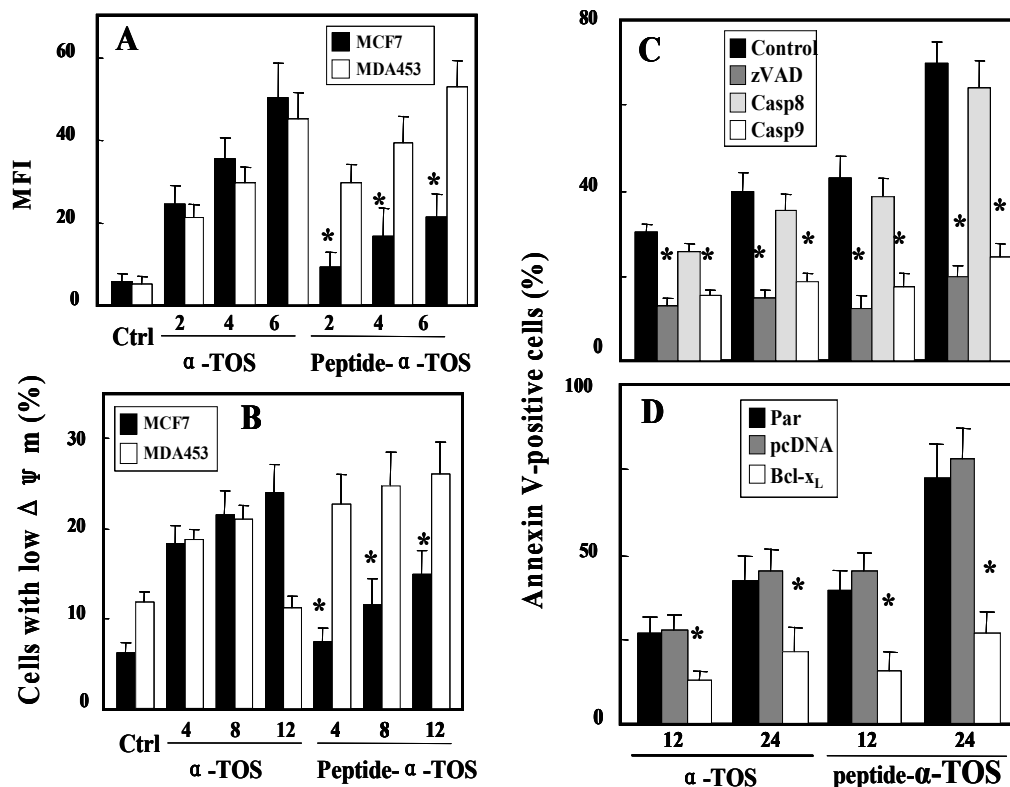 A
MCF7
MDA453
60
40
20
0
MFI
Ctrl
2 4 6 2 4 6
α -TOS Peptide- α -TOS
B
MCF7
MDA453
30
20
10
0
Cells with low Δ Ψ m (%)
* * *
* * *
4 8 12 4 8 12
Ctrl
α -TOS Peptide- α -TOS
C
Control
zVAD
Casp8
Casp9
80
40
0
* * * * * * * *
Annexin V-positive cells (%)
D
Par
pcDNA
Bcl-xL
100
50
0
* * * *
12 24 12 24
α -TOS peptide-α-TOS